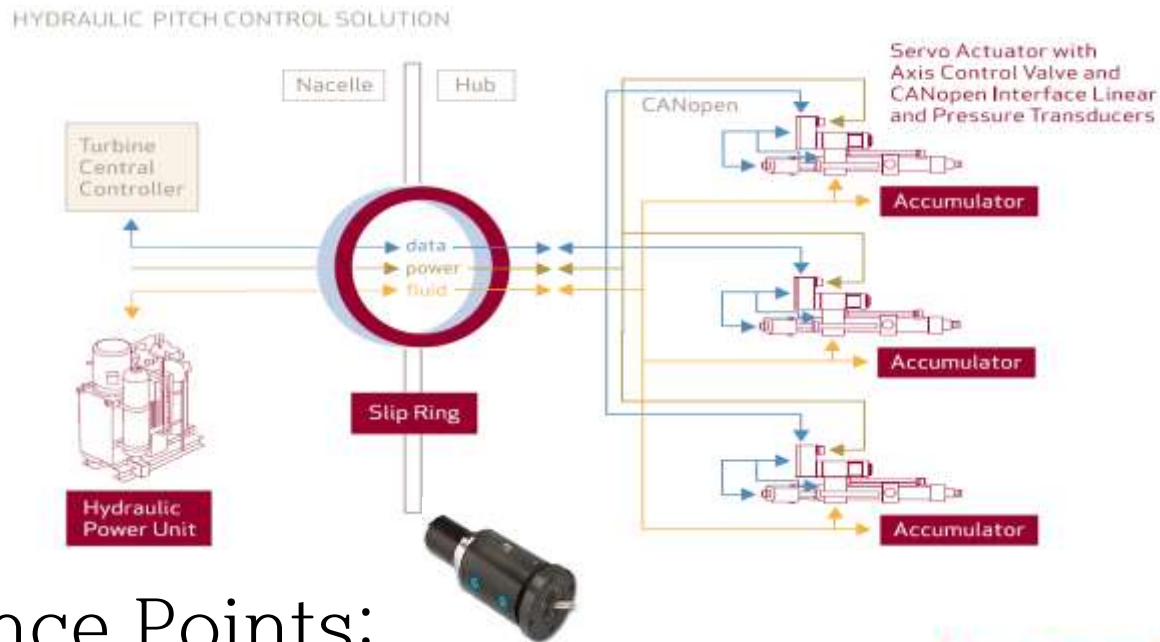 HYDRAULIC PITCH CONTROL SOLUTION
Nacelle
Hub
CANopen
Servo Actuator with
Axis Control Valve and
CANopen Interface Linear
and Pressure Transducers
Turbine
Central
Controller
Accumulator
data
power
fluid
Accumulator
Slip Ring
Hydraulic
Power Unit
Accumulator
nce Points: